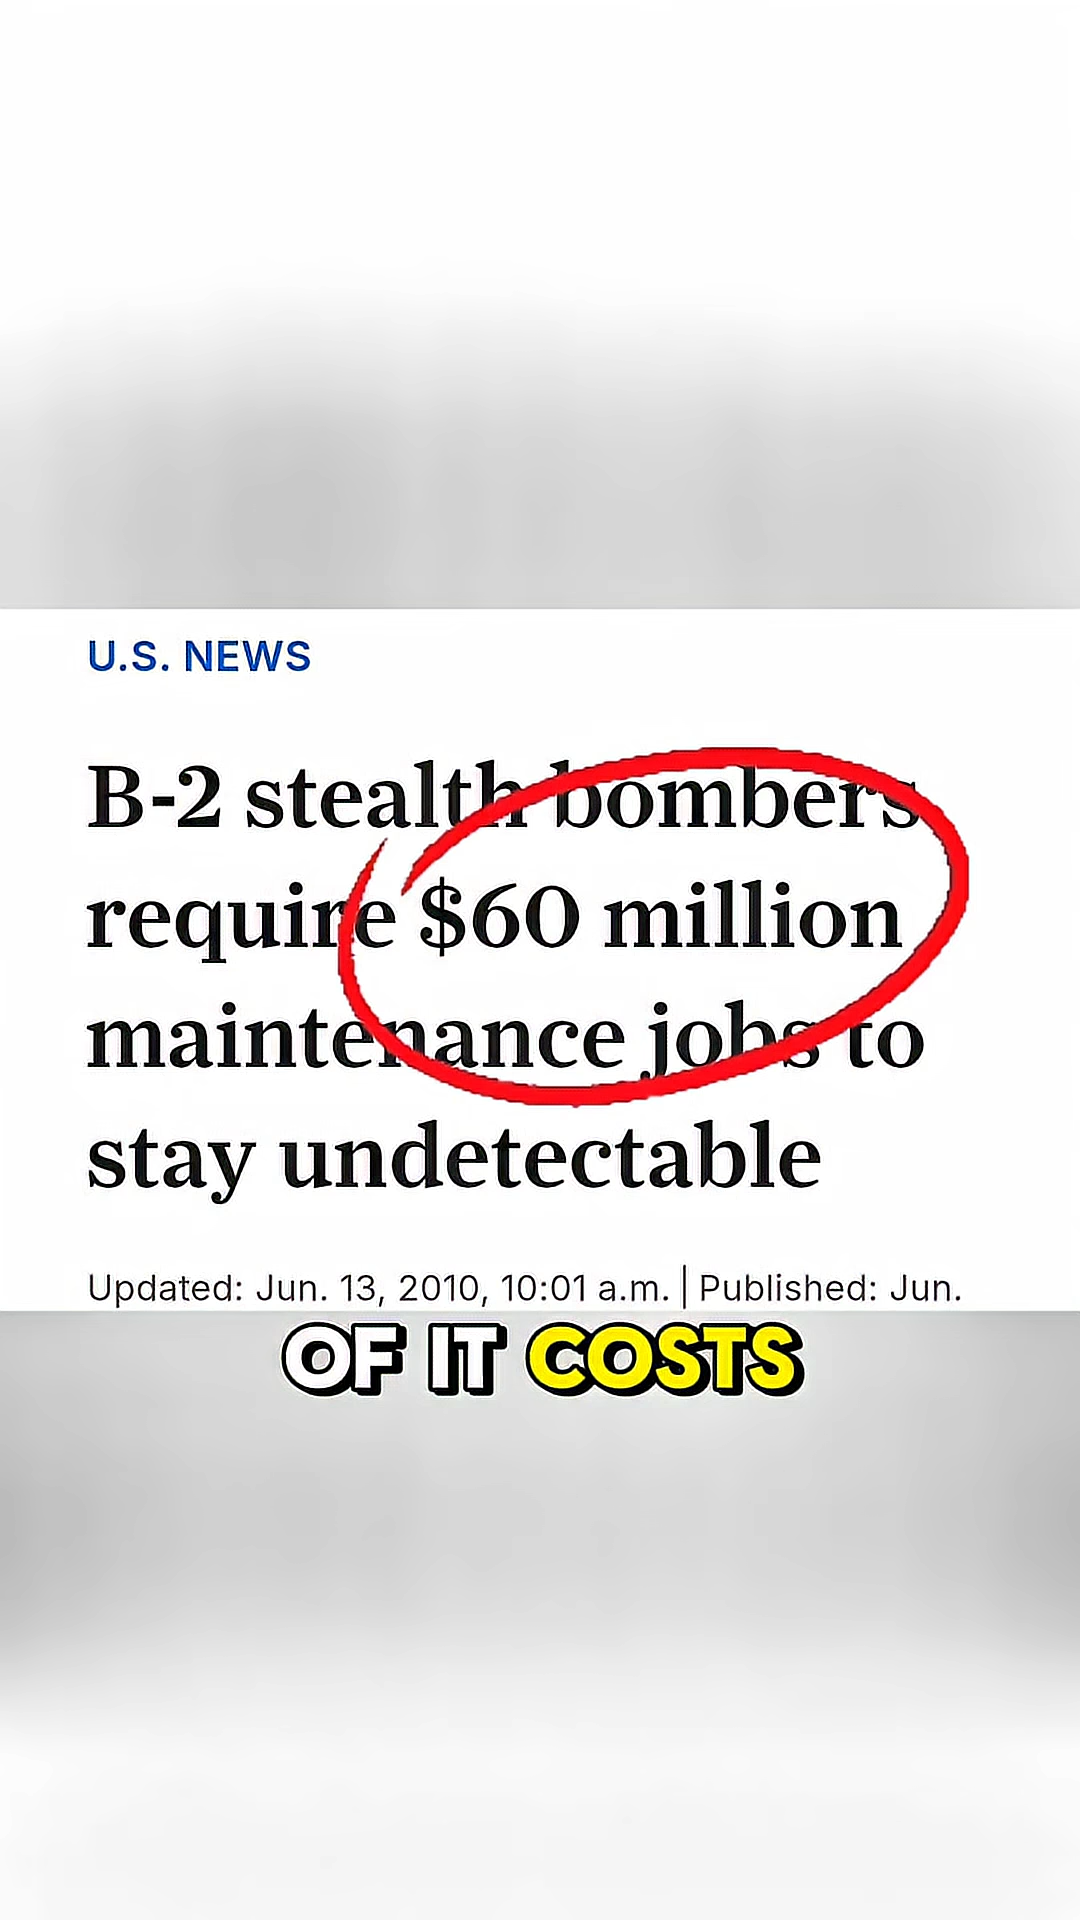 U.S. NEWS
B-2 stealth bombers
require $60 million
maintenance jobs to
stay undetectable
Updated: Jun. 13, 2010, 10:01 a.m. | Published: Jun.
OF IT COSTS